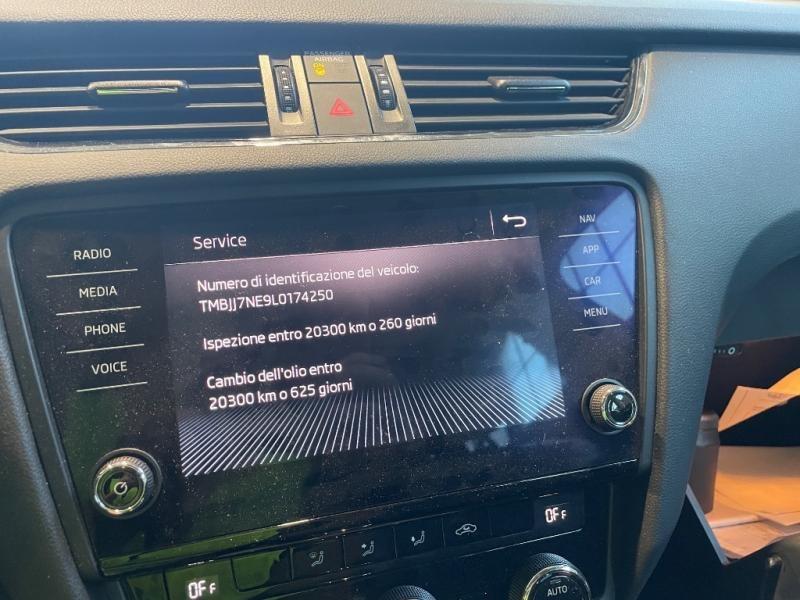 PASSENGER
AIRBAG
ON
RADIO
MEDIA
PHONE
VOICE
Service
Numero di identificazione del veicolo:
TMBJJ7NE9L0174250
Ispezione entro 20300 km o 260 giorni
Cambio dell'olio entro
20300 km o 625 giorni
NAV
APP
CAR
MENU
OFF
OFF
AUTO